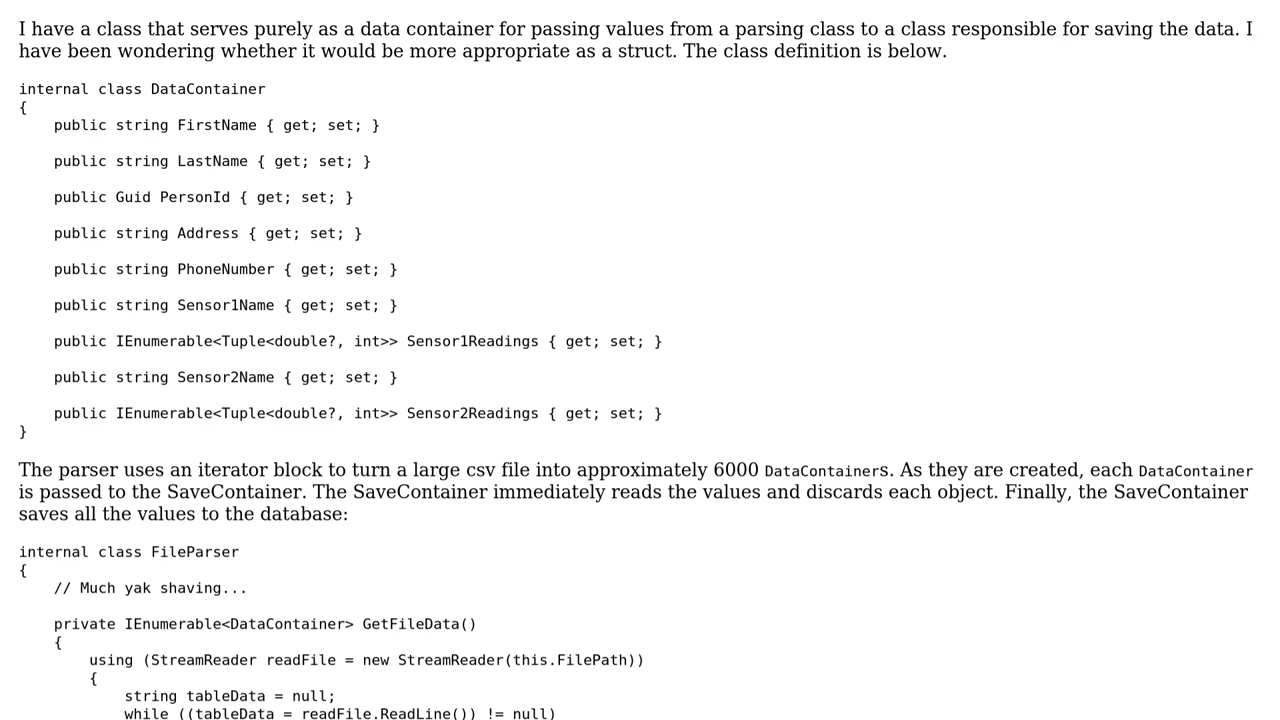 I have a class that serves purely as a data container for passing values from a parsing class to a class responsible for saving the data. I
have been wondering whether it would be more appropriate as a struct. The class definition is below.
internal class DataContainer
{
    public string FirstName { get; set; }
    public string LastName { get; set; }
    public Guid PersonId { get; set; }
    public string Address { get; set; }
    public string PhoneNumber { get; set; }
    public string Sensor1Name { get; set; }
    public IEnumerable<Tuple<double?, int>> Sensor1Readings { get; set; }
    public string Sensor2Name { get; set; }
    public IEnumerable<Tuple<double?, int>> Sensor2Readings { get; set; }
}
The parser uses an iterator block to turn a large csv file into approximately 6000 DataContainers. As they are created, each DataContainer
is passed to the SaveContainer. The SaveContainer immediately reads the values and discards each object. Finally, the SaveContainer
saves all the values to the database:
internal class FileParser
{
    // Much yak shaving...
    private IEnumerable<DataContainer> GetFileData()
    {
        using (StreamReader readFile = new StreamReader(this.FilePath))
        {
            string tableData = null;
            while ((tableData = readFile.ReadLine()) != null)